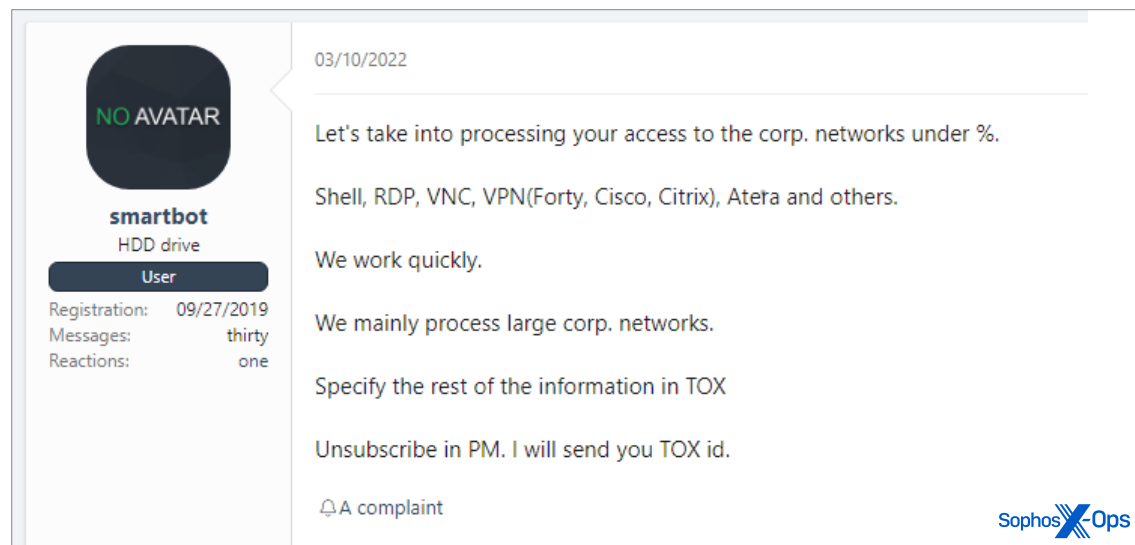 03/10/2022
NO AVATAR
smartbot
HDD drive
User
Registration: 09/27/2019
Messages: thirty
Reactions: one
Let's take into processing your access to the corp. networks under %.
Shell, RDP, VNC, VPN(Forty, Cisco, Citrix), Atera and others.
We work quickly.
We mainly process large corp. networks.
Specify the rest of the information in TOX
Unsubscribe in PM. I will send you TOX id.
A complaint
Sophos X-Ops